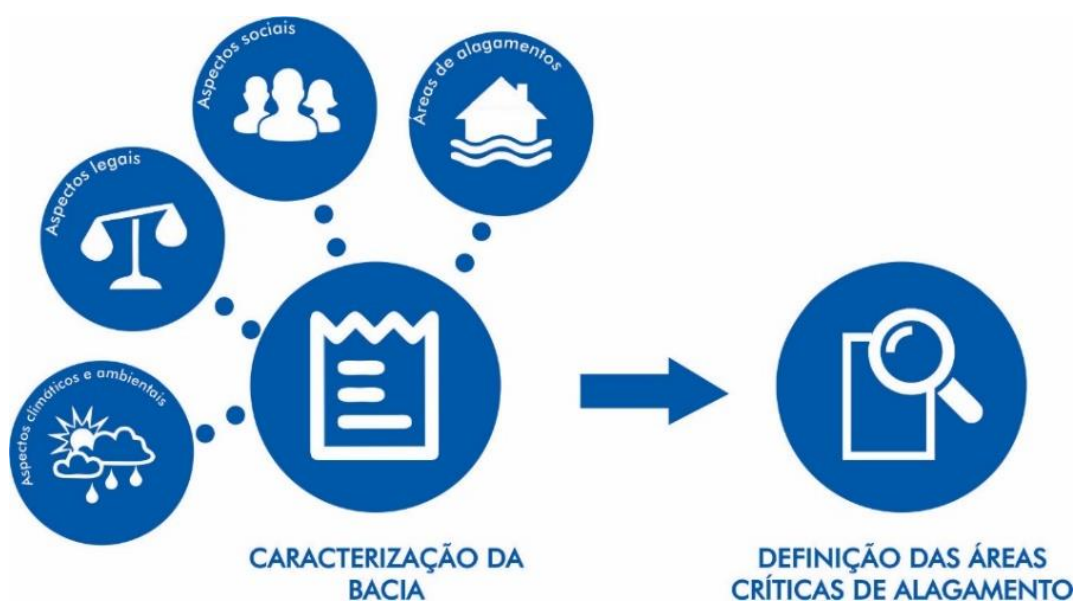 Aspectos sociais
Áreas de alagamentos
Aspectos legais
Aspectos climáticos e ambientais
CARACTERIZAÇÃO DA
BACIA
DEFINIÇÃO DAS ÁREAS
CRÍTICAS DE ALAGAMENTO